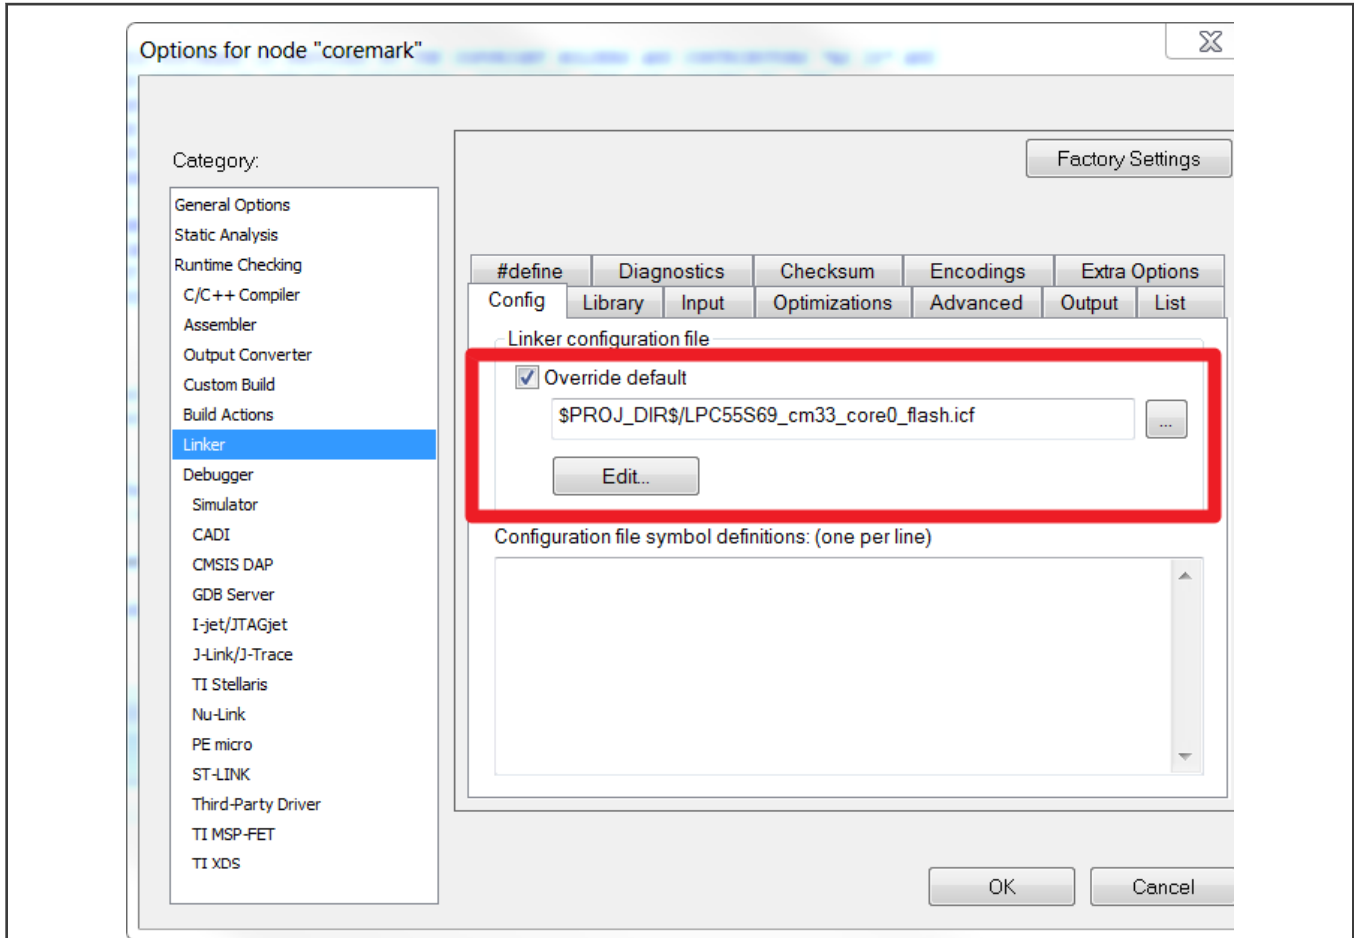 Options for node "coremark"
Category:
Factory Settings
General Options
Static Analysis
Runtime Checking
C/C++ Compiler
Assembler
Output Converter
Custom Build
Build Actions
Linker
Debugger
Simulator
CADI
CMSIS DAP
GDB Server
I-jet/JTAGjet
J-Link/J-Trace
TI Stellaris
Nu-Link
PE micro
ST-LINK
Third-Party Driver
TI MSP-FET
TI XDS
#define Diagnostics Checksum Encodings Extra Options
Config Library Input Optimizations Advanced Output List
Linker configuration file
Override default
$PROJ_DIR$/LPC55S69_cm33_core0_flash.icf
...
Edit...
Configuration file symbol definitions: (one per line)
OK Cancel